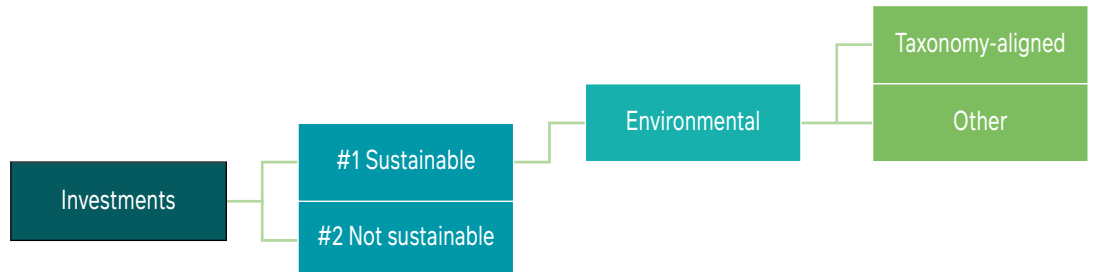 Investments
#1 Sustainable
#2 Not sustainable
Environmental
Taxonomy-aligned
Other